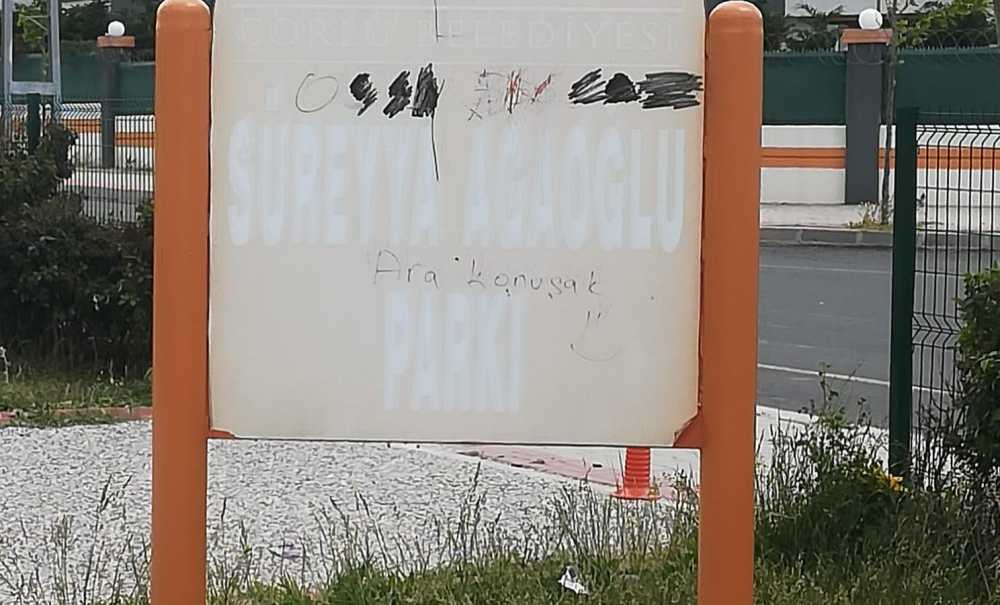 ÇORLU BELEDİYESİ
SÜREYYA AĞAOĞLU
Ara konuşak
PARKI